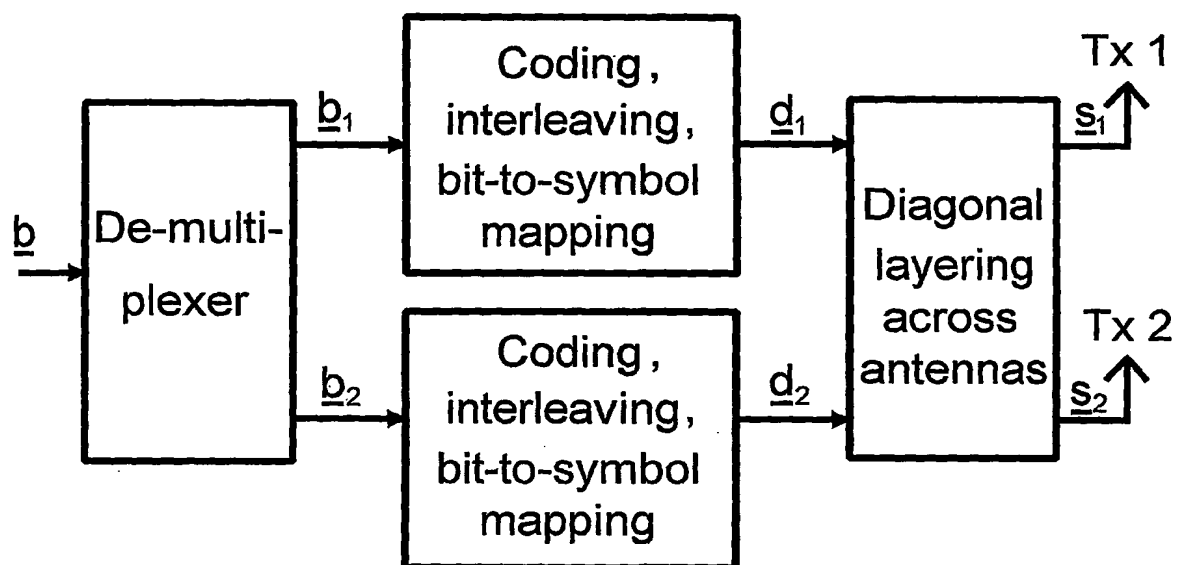 b
De-multi-
plexer
b₁
b₂
Coding,
interleaving,
bit-to-symbol
mapping
Coding,
interleaving,
bit-to-symbol
mapping
d₁
d₂
Diagonal
layering
across
antennas
s₁
Tx 1
s₂
Tx 2